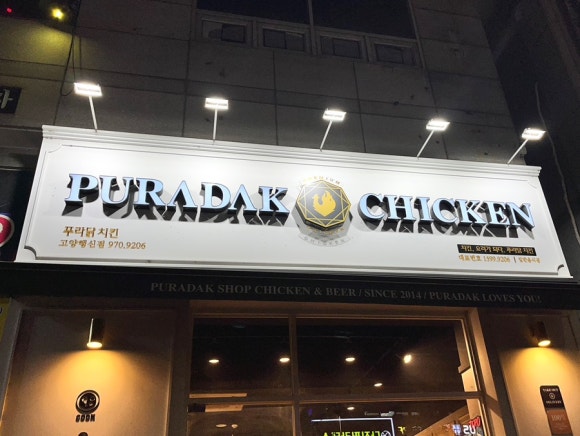 PURADAK CHICKEN
푸라닭 치킨
고양행신점 970.9206
치킨, 요리가 되다, 푸라닭 치킨
대표번호 1599.9206
PURADAK SHOP CHICKEN & BEER / SINCE 2014 / PURADAK LOVES YOU!